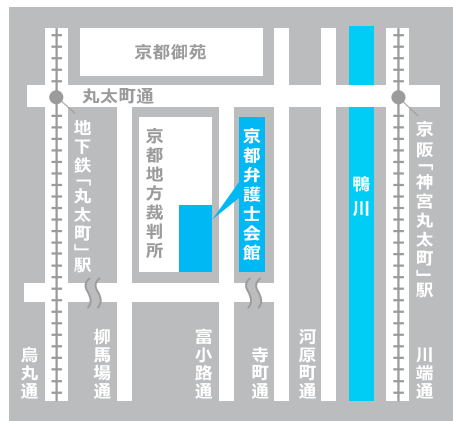 京都御苑
丸太町通
地下鉄「丸太町」駅
京都地方裁判所
京都弁護士会館
鴨川
京阪「神宮丸太町」駅
烏丸通
柳馬場通
富小路通
寺町通
河原町通
川端通